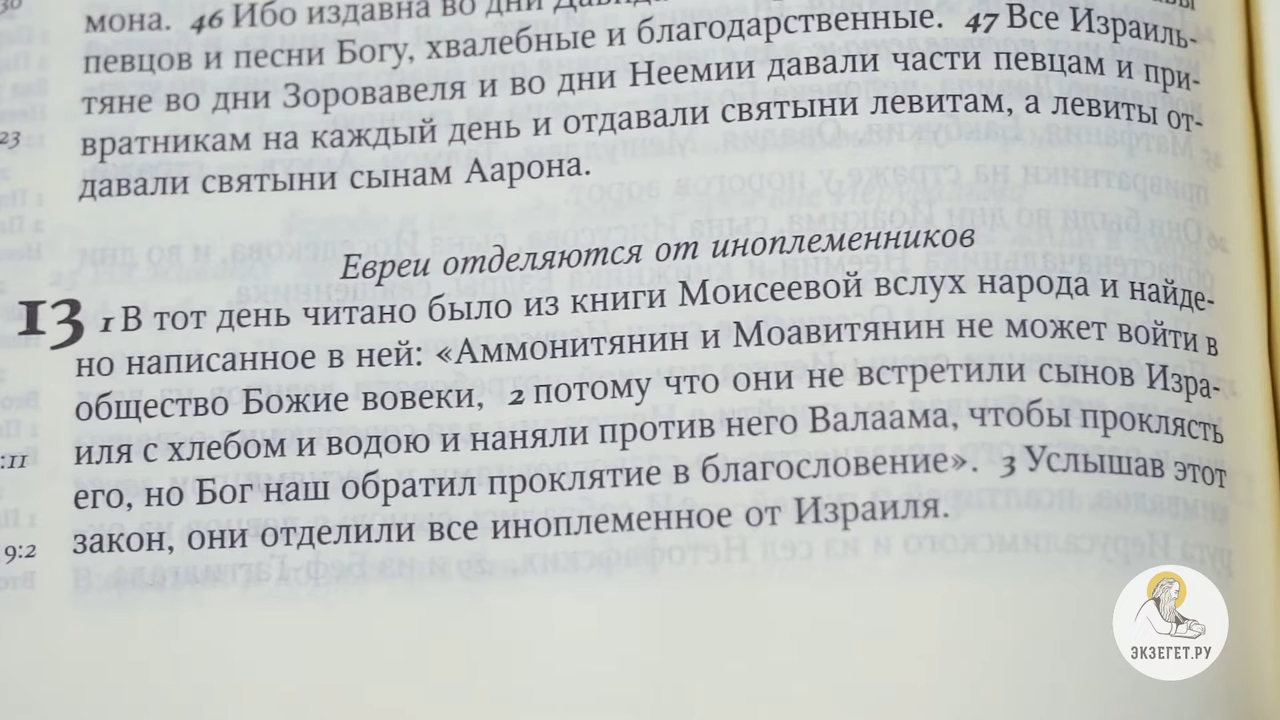 30
мона. 46 Ибо издавна во дни
певцов и песни Богу, хвалебные и благодарственные. 47 Все Израиль-
тяне во дни Зоровавеля и во дни Неемии давали части певцам и при-
23
вратникам на каждый день и отдавали святыни левитам, а левиты от-
давали святыни сынам Аарона.
Евреи отделяются от иноплеменников
13 1 В тот день читано было из книги Моисеевой вслух народа и найде-
но написанное в ней: «Аммонитянин и Моавитянин не может войти в
общество Божие вовеки, 2 потому что они не встретили сынов Изра-
:11
иля с хлебом и водою и наняли против него Валаама, чтобы проклясть
его, но Бог наш обратил проклятие в благословение». 3 Услышав этот
9:2
закон, они отделили все иноплеменное от Израиля.
ЭКЗЕГЕТ.РУ